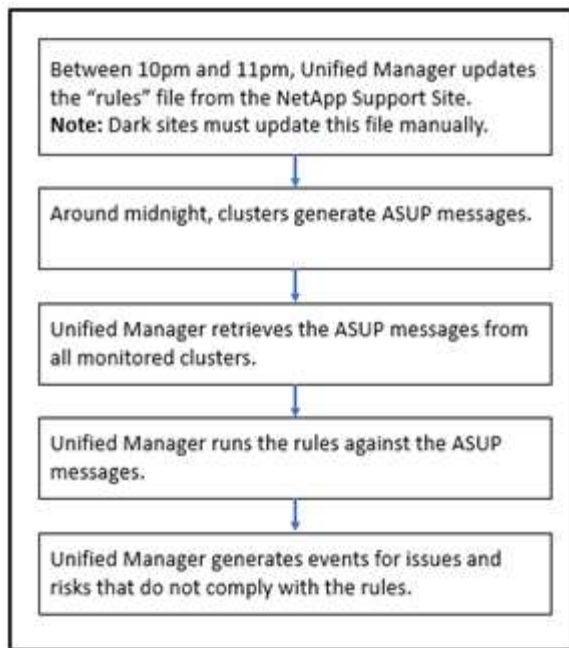 Between 10pm and 11pm, Unified Manager updates
the “rules” file from the NetApp Support Site.
Note: Dark sites must update this file manually.
Around midnight, clusters generate ASUP messages.
Unified Manager retrieves the ASUP messages from
all monitored clusters.
Unified Manager runs the rules against the ASUP
messages.
Unified Manager generates events for issues and
risks that do not comply with the rules.